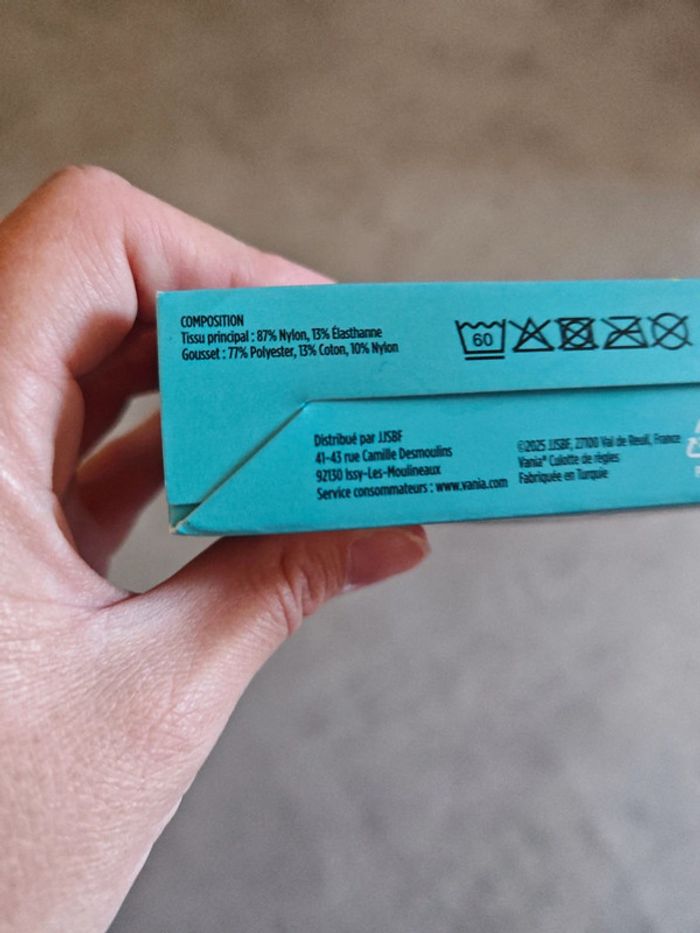 COMPOSITION
Tissu principal : 87% Nylon, 13% Élasthanne
Gousset : 77% Polyester, 13% Coton, 10% Nylon
60
Distribué par JJSBF
41-43 rue Camille Desmoulins
92130 Issy-Les-Moulineaux
Service consommateurs : www.vania.com
©2025 JJSBF, 27100 Val de Reuil, France
Vania® Culotte de règles
Fabriquée en Turquie